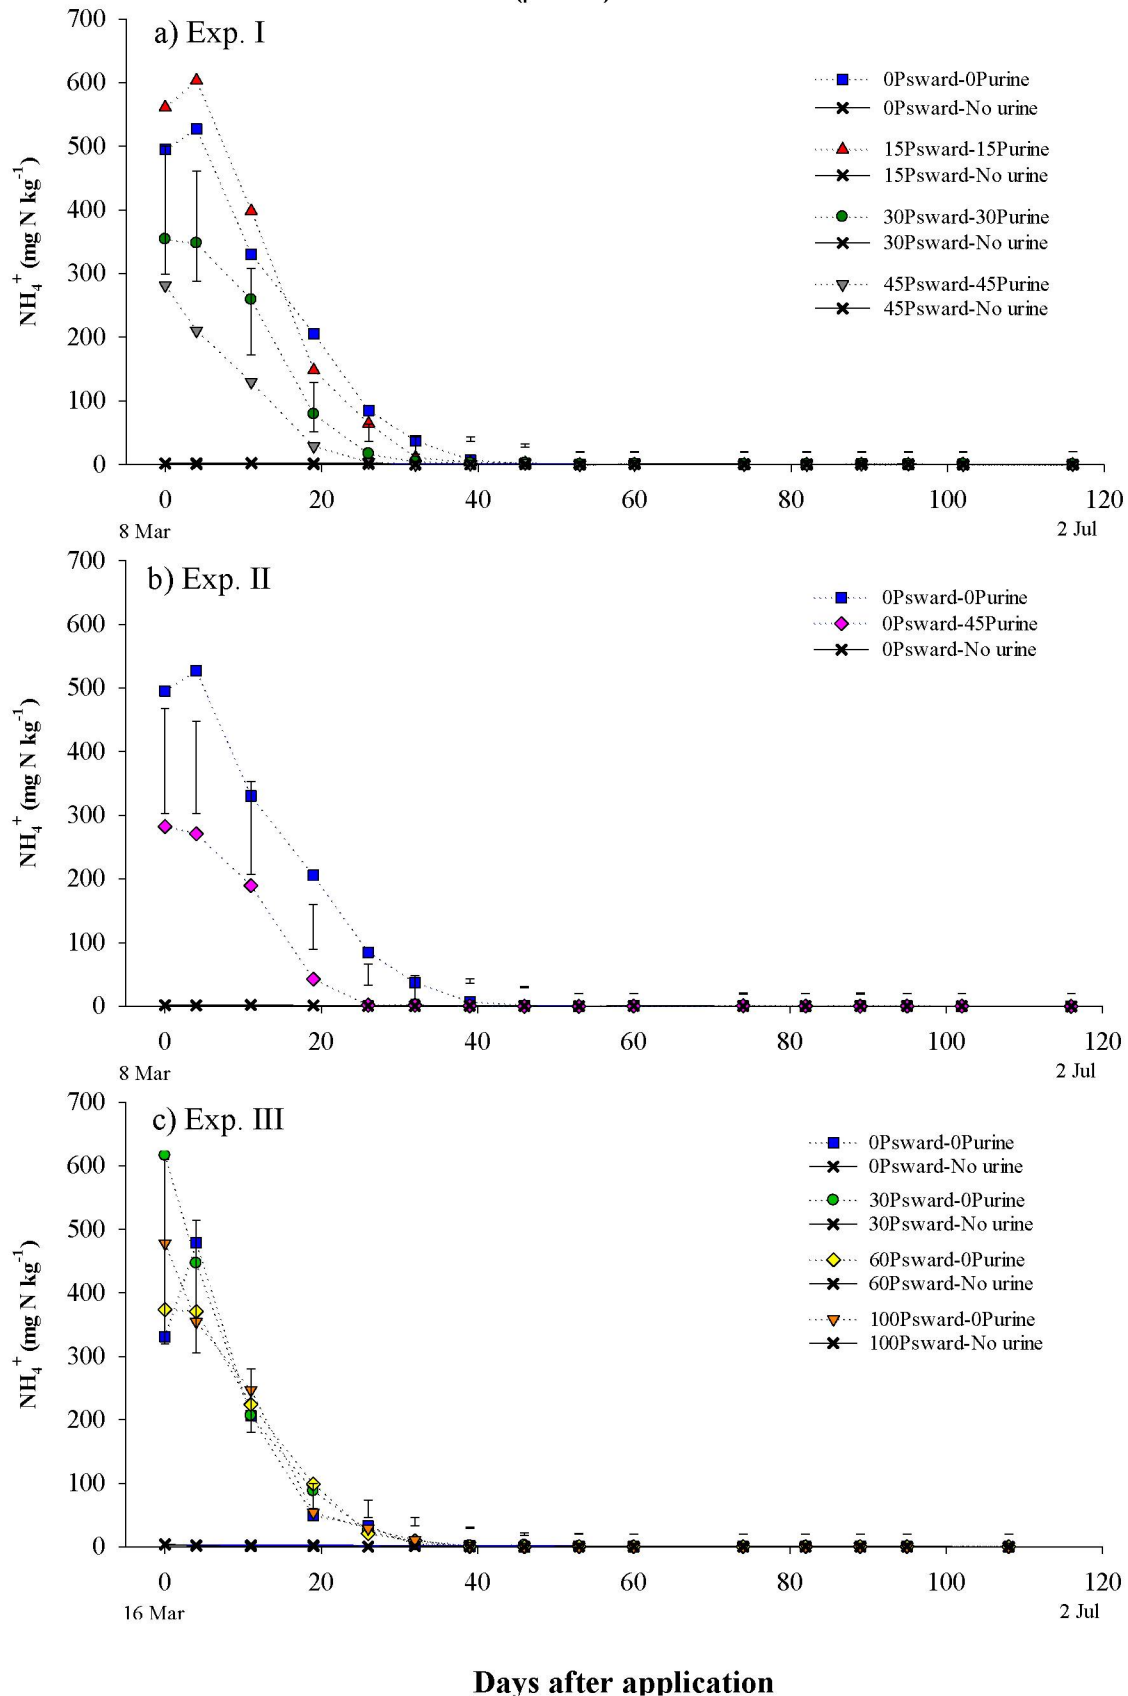 a) Exp. I
700
600
500
400
300
200
100
0
NH₄⁺ (mg N kg⁻¹)
0Psward-0Purine
0Psward-No urine
15Psward-15Purine
15Psward-No urine
30Psward-30Purine
30Psward-No urine
45Psward-45Purine
45Psward-No urine
0 20 40 60 80 100 120
8 Mar 2 Jul
b) Exp. II
700
600
500
400
300
200
100
0
NH₄⁺ (mg N kg⁻¹)
0Psward-0Purine
0Psward-45Purine
0Psward-No urine
0 20 40 60 80 100 120
8 Mar 2 Jul
c) Exp. III
700
600
500
400
300
200
100
0
NH₄⁺ (mg N kg⁻¹)
0Psward-0Purine
0Psward-No urine
30Psward-0Purine
30Psward-No urine
60Psward-0Purine
60Psward-No urine
100Psward-0Purine
100Psward-No urine
0 20 40 60 80 100 120
16 Mar 2 Jul
Days after application